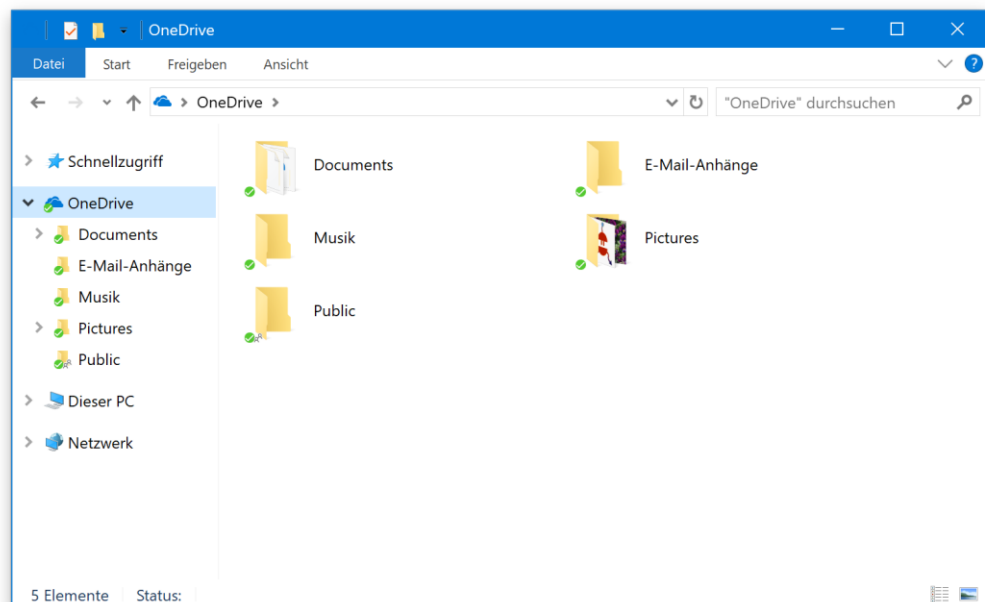 OneDrive
Datei Start Freigeben Ansicht
OneDrive
"OneDrive" durchsuchen
Schnellzugriff
OneDrive
Documents
E-Mail-Anhänge
Musik
Pictures
Public
Dieser PC
Netzwerk
Documents E-Mail-Anhänge
Musik Pictures
Public
5 Elemente Status: